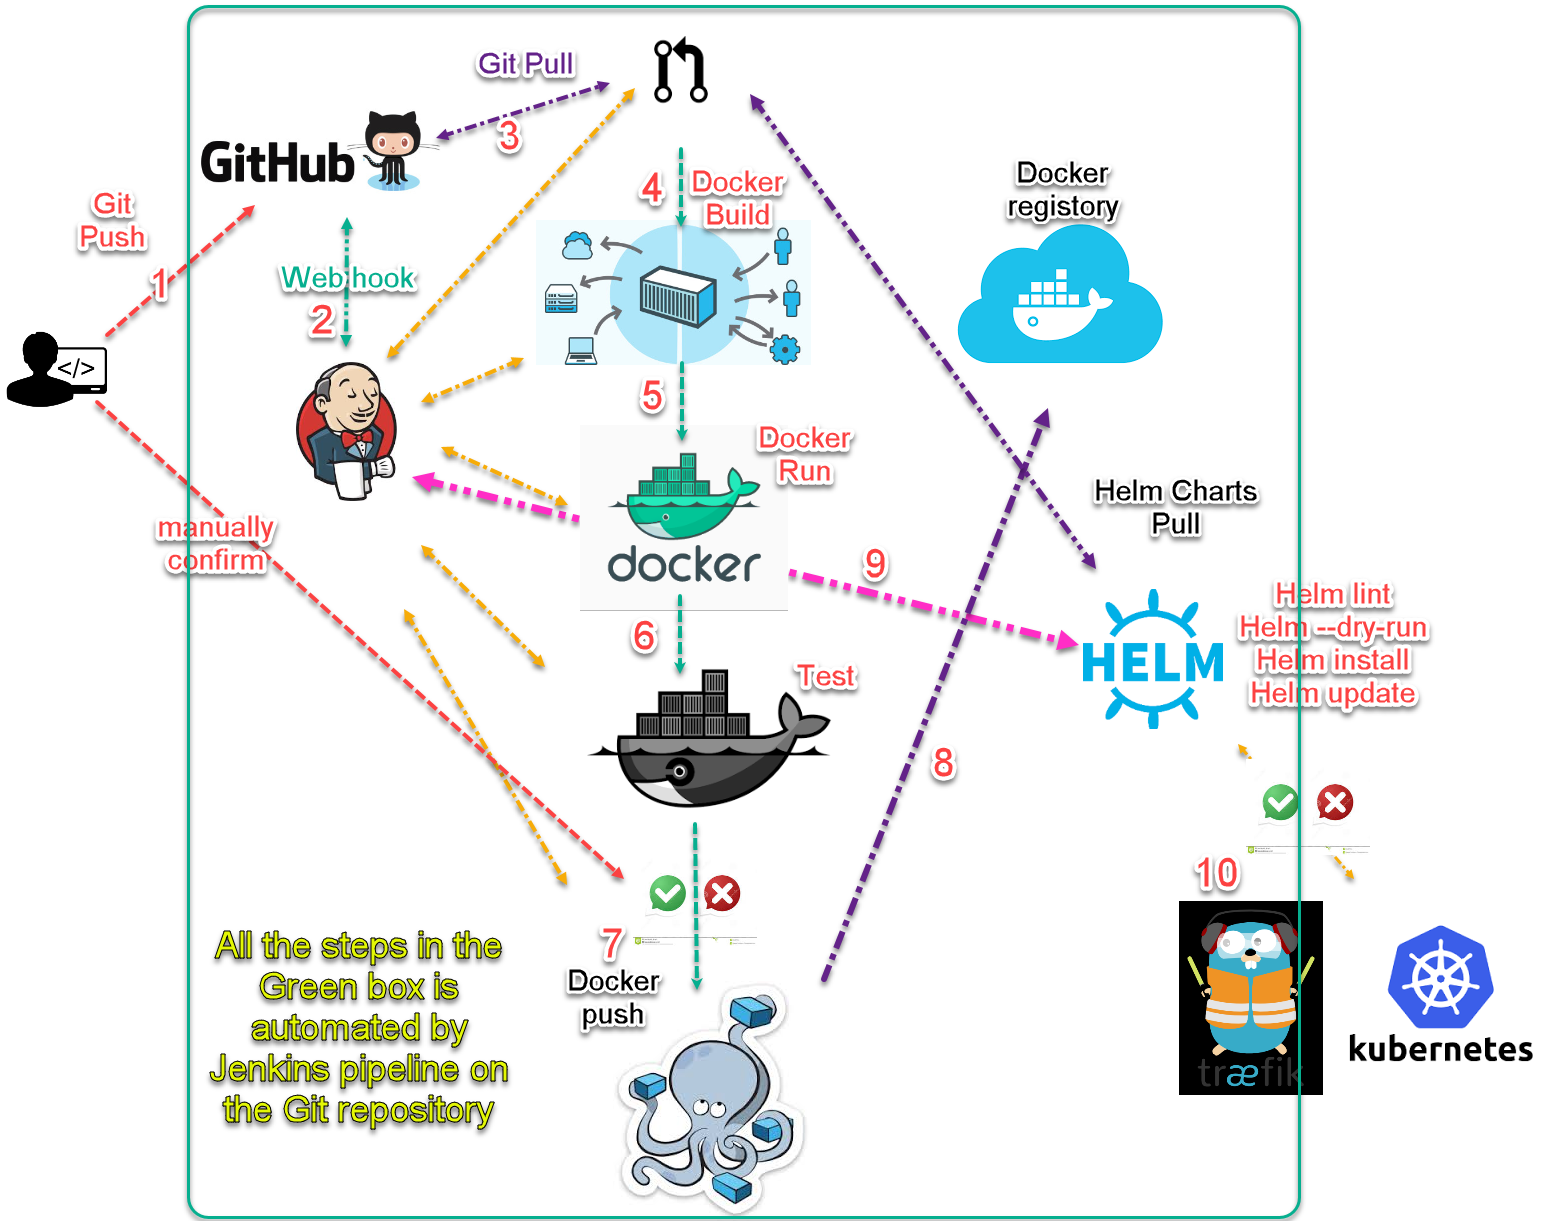 Git Pull
3
GitHub
Git
Push
1
Web hook
2
4
Docker
Build
Docker
registory
</>
5
Docker
Run
docker
manually
confirm
Helm Charts
Pull
9
HELM
Helm lint
Helm --dry-run
Helm install
Helm update
6
Test
8
10
7
Docker
push
All the steps in the
Green box is
automated by
Jenkins pipeline on
the Git repository
træfik
kubernetes